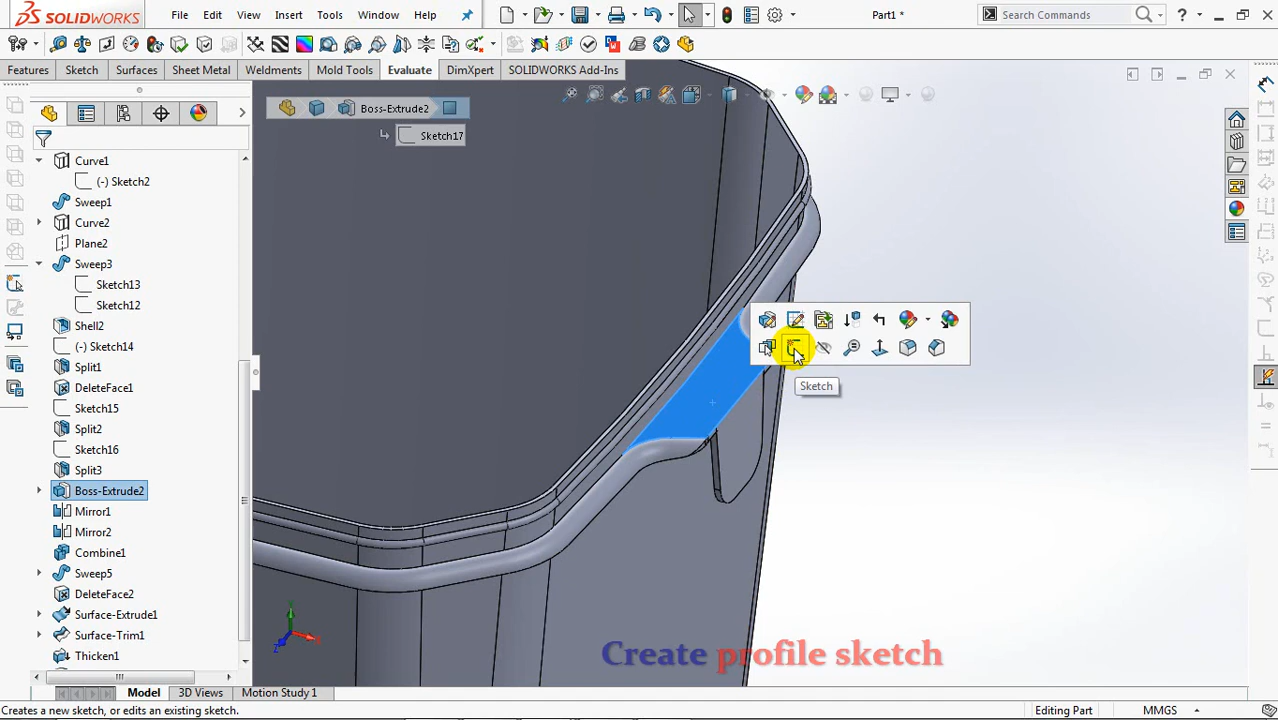 SOLIDWORKS File Edit View Insert Tools Window Help Part1 * Search Commands ?
Features Sketch Surfaces Sheet Metal Weldments Mold Tools Evaluate DimXpert SOLIDWORKS Add-Ins
Boss-Extrude2
Sketch17
Curve1
(-) Sketch2
Sweep1
Curve2
Plane2
Sweep3
Sketch13
Sketch12
Shell2
(-) Sketch14
Split1
DeleteFace1
Sketch15
Split2
Sketch16
Split3
Boss-Extrude2
Mirror1
Mirror2
Combine1
Sweep5
DeleteFace2
Surface-Extrude1
Surface-Trim1
Thicken1
Sketch
Create profile sketch
Model 3D Views Motion Study 1
Creates a new sketch, or edits an existing sketch. Editing Part MMGS